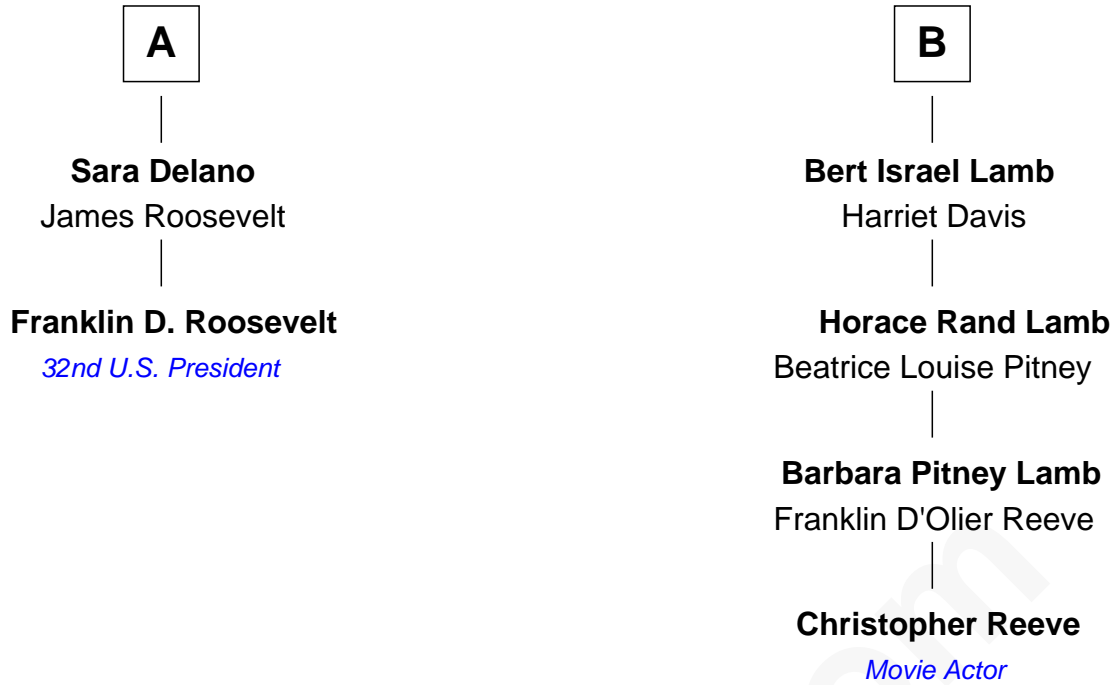 A
Sara Delano
James Roosevelt
Franklin D. Roosevelt
32nd U.S. President
B
Bert Israel Lamb
Harriet Davis
Horace Rand Lamb
Beatrice Louise Pitney
Barbara Pitney Lamb
Franklin D'Olier Reeve
Christopher Reeve
Movie Actor
om